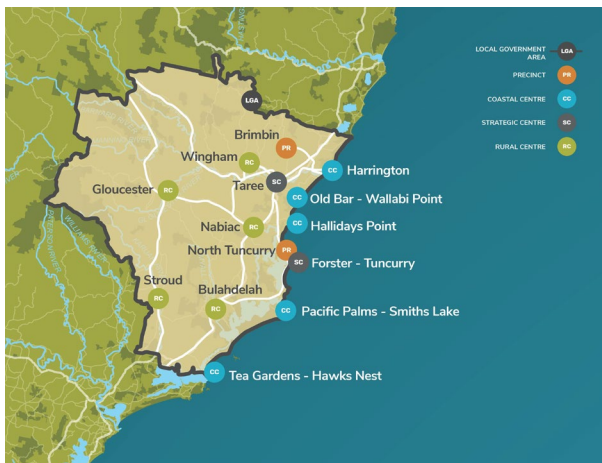 LOCAL GOVERNMENT
AREA
LGA
PRECINCT
PR
COASTAL CENTRE
CC
STRATEGIC CENTRE
SC
RURAL CENTRE
RC
LGA
Brimbin
PR
Wingham
RC
Harrington
CC
Gloucester
RC
Taree
SC
Old Bar - Wallabi Point
CC
Hallidays Point
CC
Nabiac
RC
North Tuncurry
PR
Forster - Tuncurry
SC
Stroud
RC
Bulahdelah
RC
Pacific Palms - Smiths Lake
CC
Tea Gardens - Hawks Nest
CC
PATERSON RIVER